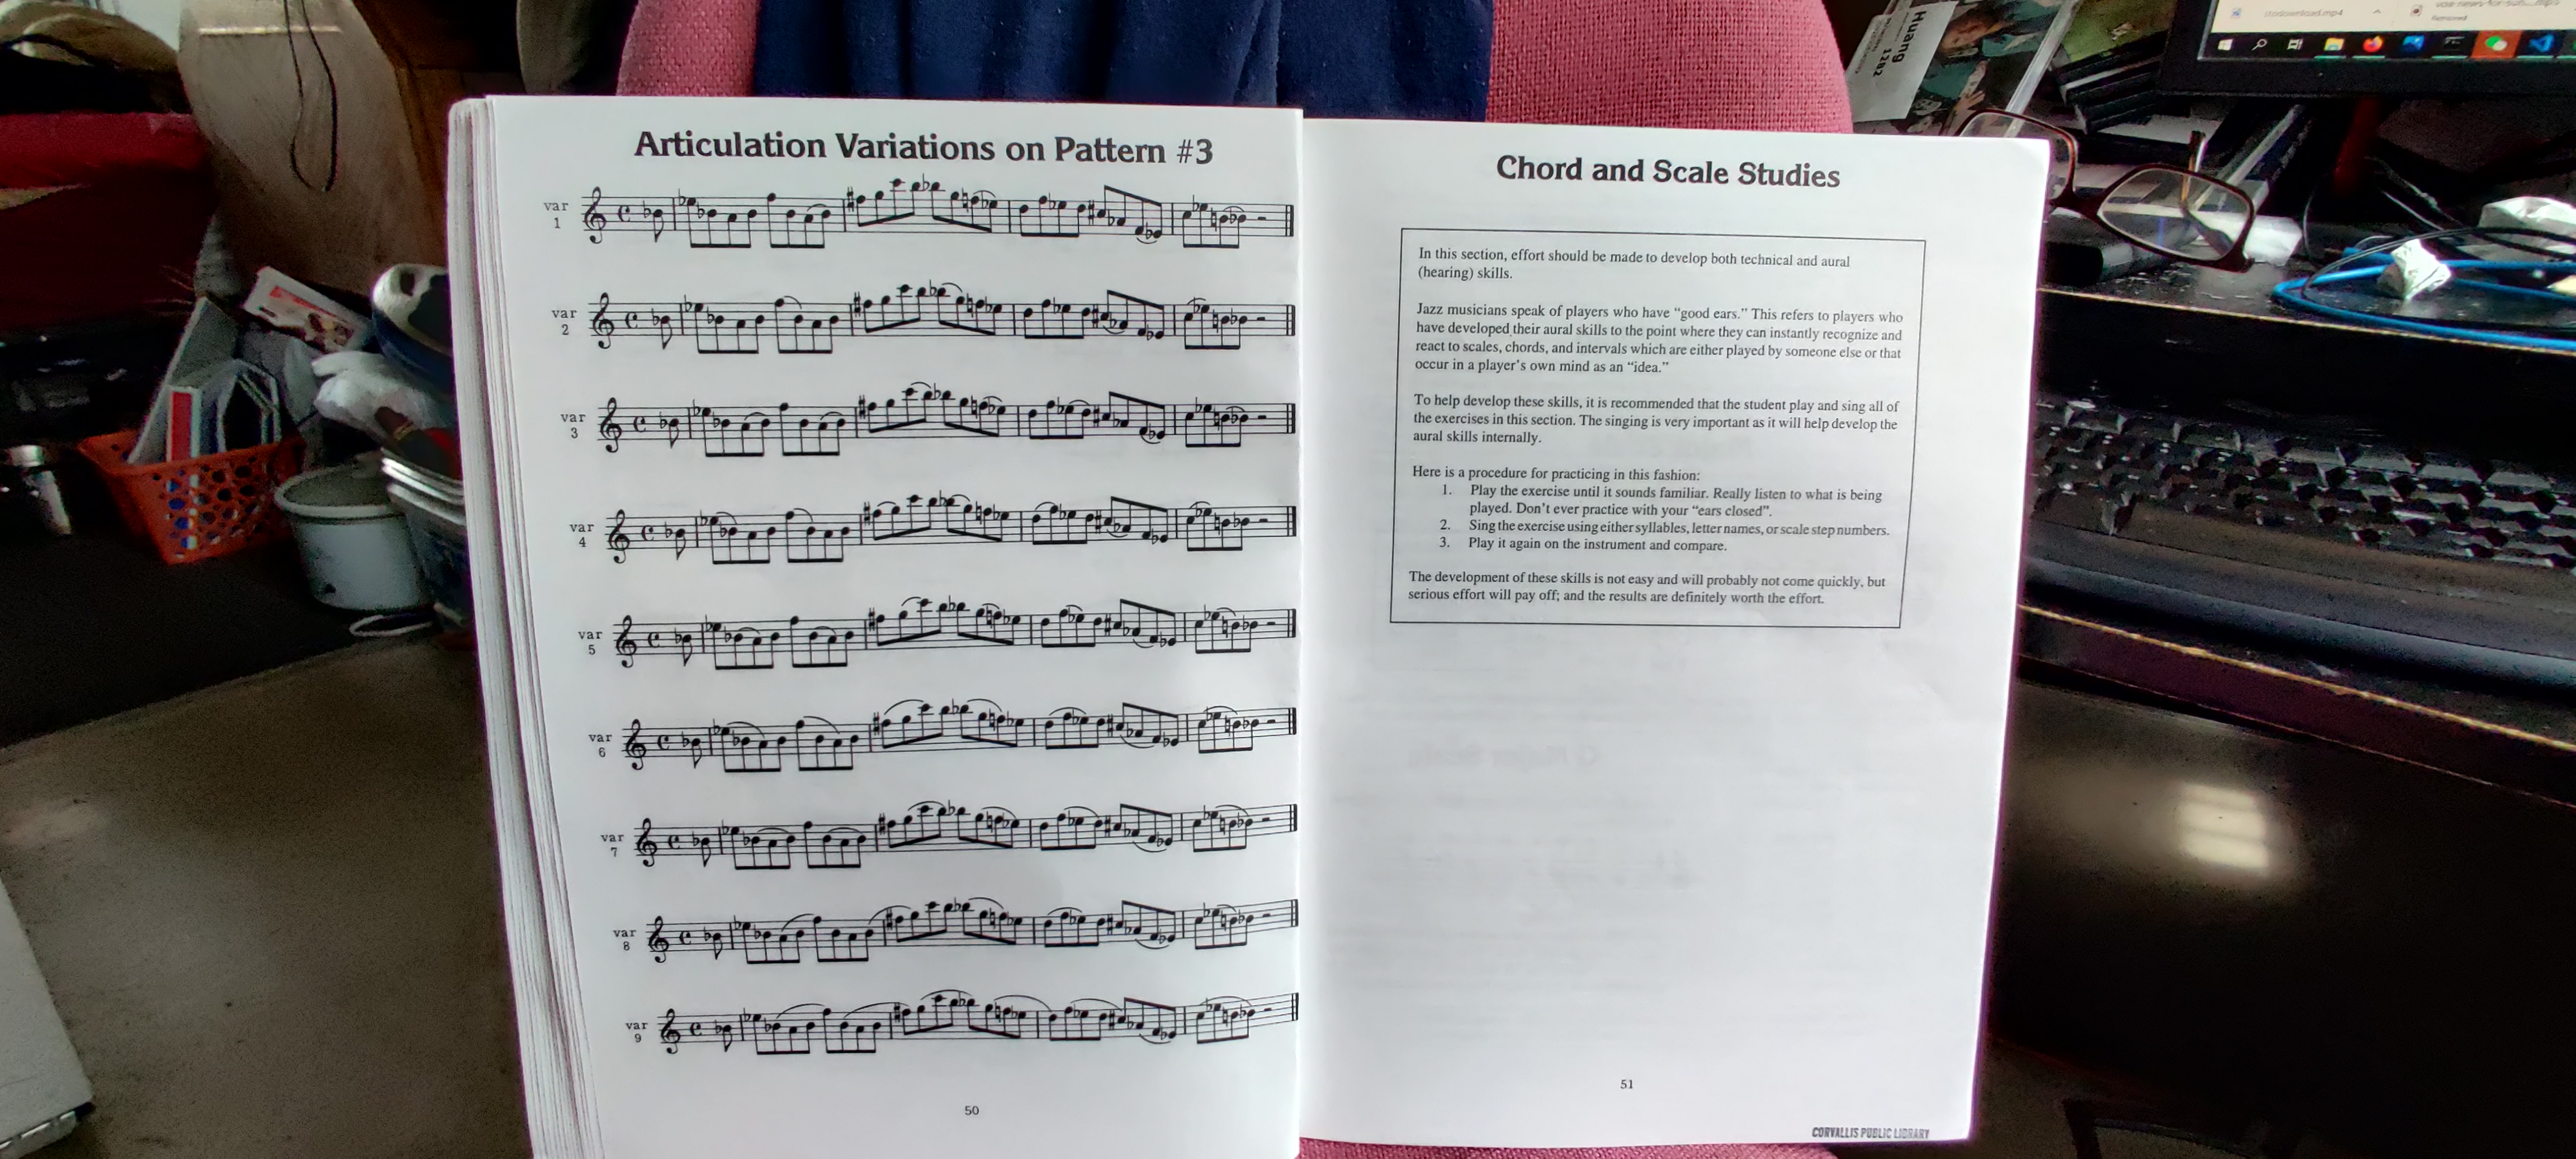 Articulation Variations on Pattern #3
var
1
var
2
var
3
var
4
var
5
var
6
var
7
var
8
var
9
50
Chord and Scale Studies
In this section, effort should be made to develop both technical and aural
(hearing) skills.
Jazz musicians speak of players who have “good ears.” This refers to players who
have developed their aural skills to the point where they can instantly recognize and
react to scales, chords, and intervals which are either played by someone else or that
occur in a player’s own mind as an “idea.”
To help develop these skills, it is recommended that the student play and sing all of
the exercises in this section. The singing is very important as it will help develop the
aural skills internally.
Here is a procedure for practicing in this fashion:
1. Play the exercise until it sounds familiar. Really listen to what is being
played. Don’t ever practice with your “ears closed”.
2. Sing the exercise using either syllables, letter names, or scale step numbers.
3. Play it again on the instrument and compare.
The development of these skills is not easy and will probably not come quickly, but
serious effort will pay off; and the results are definitely worth the effort.
51
CORVALLIS PUBLIC LIBRARY
Huang
1282
Removed